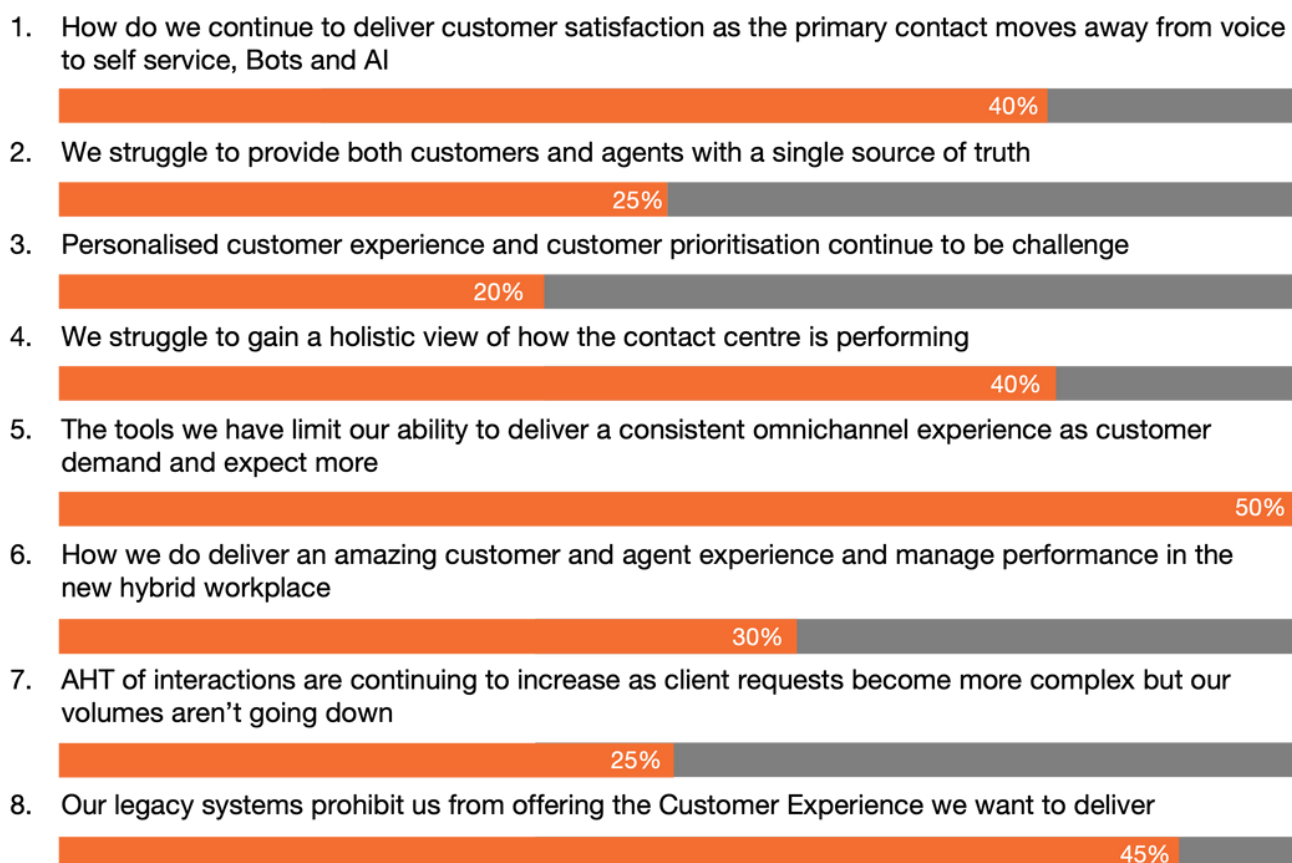 1. How do we continue to deliver customer satisfaction as the primary contact moves away from voice
to self service, Bots and AI
40%
2. We struggle to provide both customers and agents with a single source of truth
25%
3. Personalised customer experience and customer prioritisation continue to be challenge
20%
4. We struggle to gain a holistic view of how the contact centre is performing
40%
5. The tools we have limit our ability to deliver a consistent omnichannel experience as customer
demand and expect more
50%
6. How we do deliver an amazing customer and agent experience and manage performance in the
new hybrid workplace
30%
7. AHT of interactions are continuing to increase as client requests become more complex but our
volumes aren’t going down
25%
8. Our legacy systems prohibit us from offering the Customer Experience we want to deliver
45%